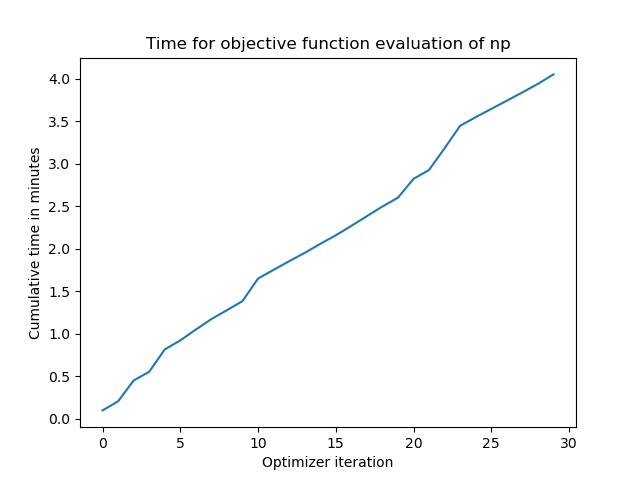 Time for objective function evaluation of np
Cumulative time in minutes
4.0
3.5
3.0
2.5
2.0
1.5
1.0
0.5
0.0
0 5 10 15 20 25 30
Optimizer iteration